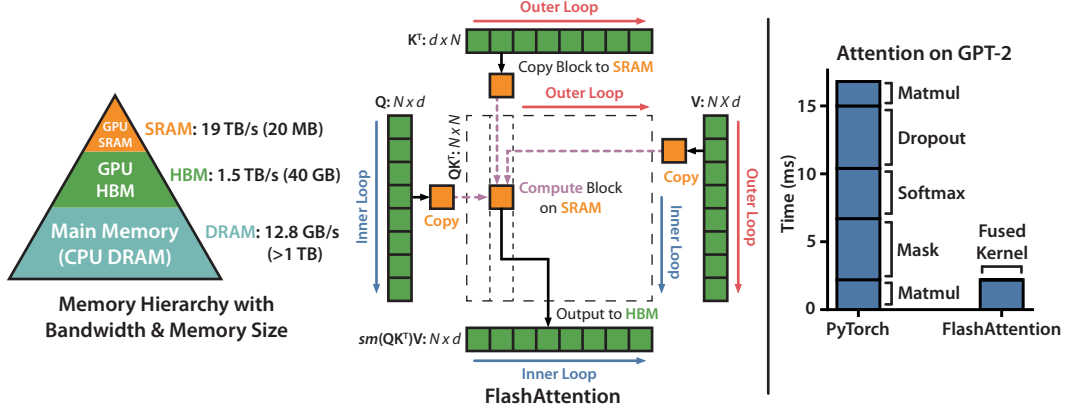 GPU
SRAM
GPU
HBM
Main Memory
(CPU DRAM)
SRAM: 19 TB/s (20 MB)
HBM: 1.5 TB/s (40 GB)
DRAM: 12.8 GB/s
(>1 TB)
Memory Hierarchy with
Bandwidth & Memory Size
Outer Loop
Kᵀ: d x N
Copy Block to SRAM
Outer Loop
Q: N x d
V: N X d
QKᵀ: N x N
Inner Loop
Copy
Compute Block
on SRAM
Copy
Inner Loop
Outer Loop
Output to HBM
sm(QKᵀ)V: N x d
Inner Loop
FlashAttention
Attention on GPT-2
Time (ms)
15
10
5
0
Matmul
Dropout
Softmax
Mask
Matmul
Fused
Kernel
PyTorch
FlashAttention